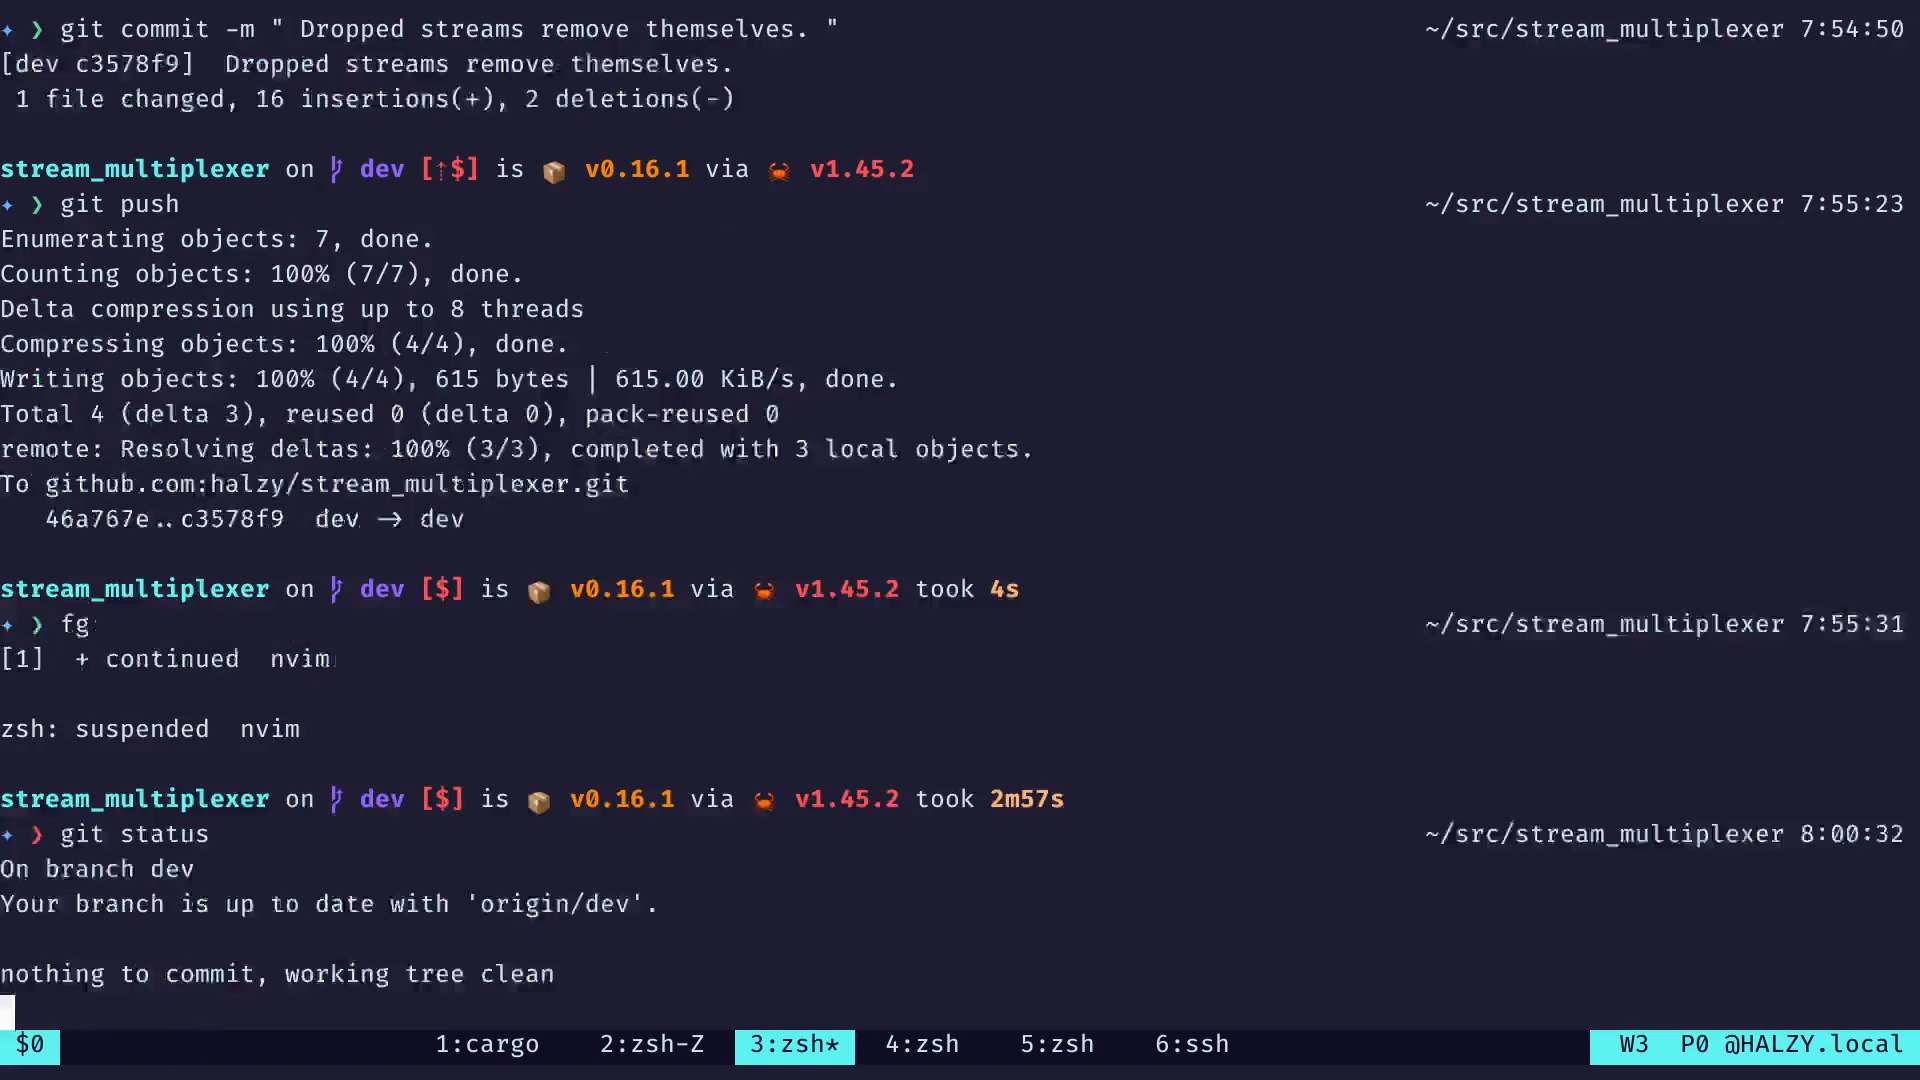 ✦ ❯ git commit -m " Dropped streams remove themselves. " ~/src/stream_multiplexer 7:54:50
[dev c3578f9]  Dropped streams remove themselves.
1 file changed, 16 insertions(+), 2 deletions(-)
stream_multiplexer on dev [⇡$] is 📦 v0.16.1 via 🦀 v1.45.2
✦ ❯ git push ~/src/stream_multiplexer 7:55:23
Enumerating objects: 7, done.
Counting objects: 100% (7/7), done.
Delta compression using up to 8 threads
Compressing objects: 100% (4/4), done.
Writing objects: 100% (4/4), 615 bytes | 615.00 KiB/s, done.
Total 4 (delta 3), reused 0 (delta 0), pack-reused 0
remote: Resolving deltas: 100% (3/3), completed with 3 local objects.
To github.com:halzy/stream_multiplexer.git
46a767e..c3578f9  dev -> dev
stream_multiplexer on dev [$] is 📦 v0.16.1 via 🦀 v1.45.2 took 4s
✦ ❯ fg ~/src/stream_multiplexer 7:55:31
[1]  + continued  nvim
zsh: suspended  nvim
stream_multiplexer on dev [$] is 📦 v0.16.1 via 🦀 v1.45.2 took 2m57s
✦ ❯ git status ~/src/stream_multiplexer 8:00:32
On branch dev
Your branch is up to date with 'origin/dev'.
nothing to commit, working tree clean
$0 1:cargo 2:zsh-Z 3:zsh* 4:zsh 5:zsh 6:ssh W3 P0 @HALZY.local